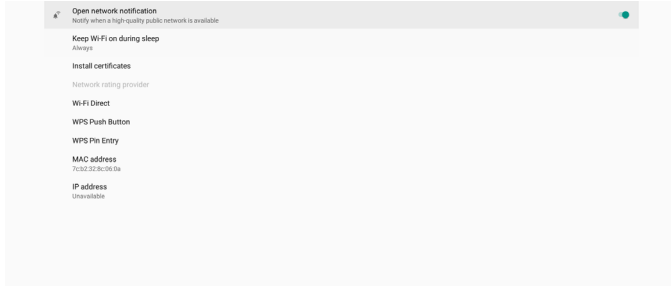 Open network notification
Notify when a high-quality public network is available
Keep Wi-Fi on during sleep
Always
Install certificates
Network rating provider
Wi-Fi Direct
WPS Push Button
WPS Pin Entry
MAC address
7c:b2:32:8c:06:0a
IP address
Unavailable